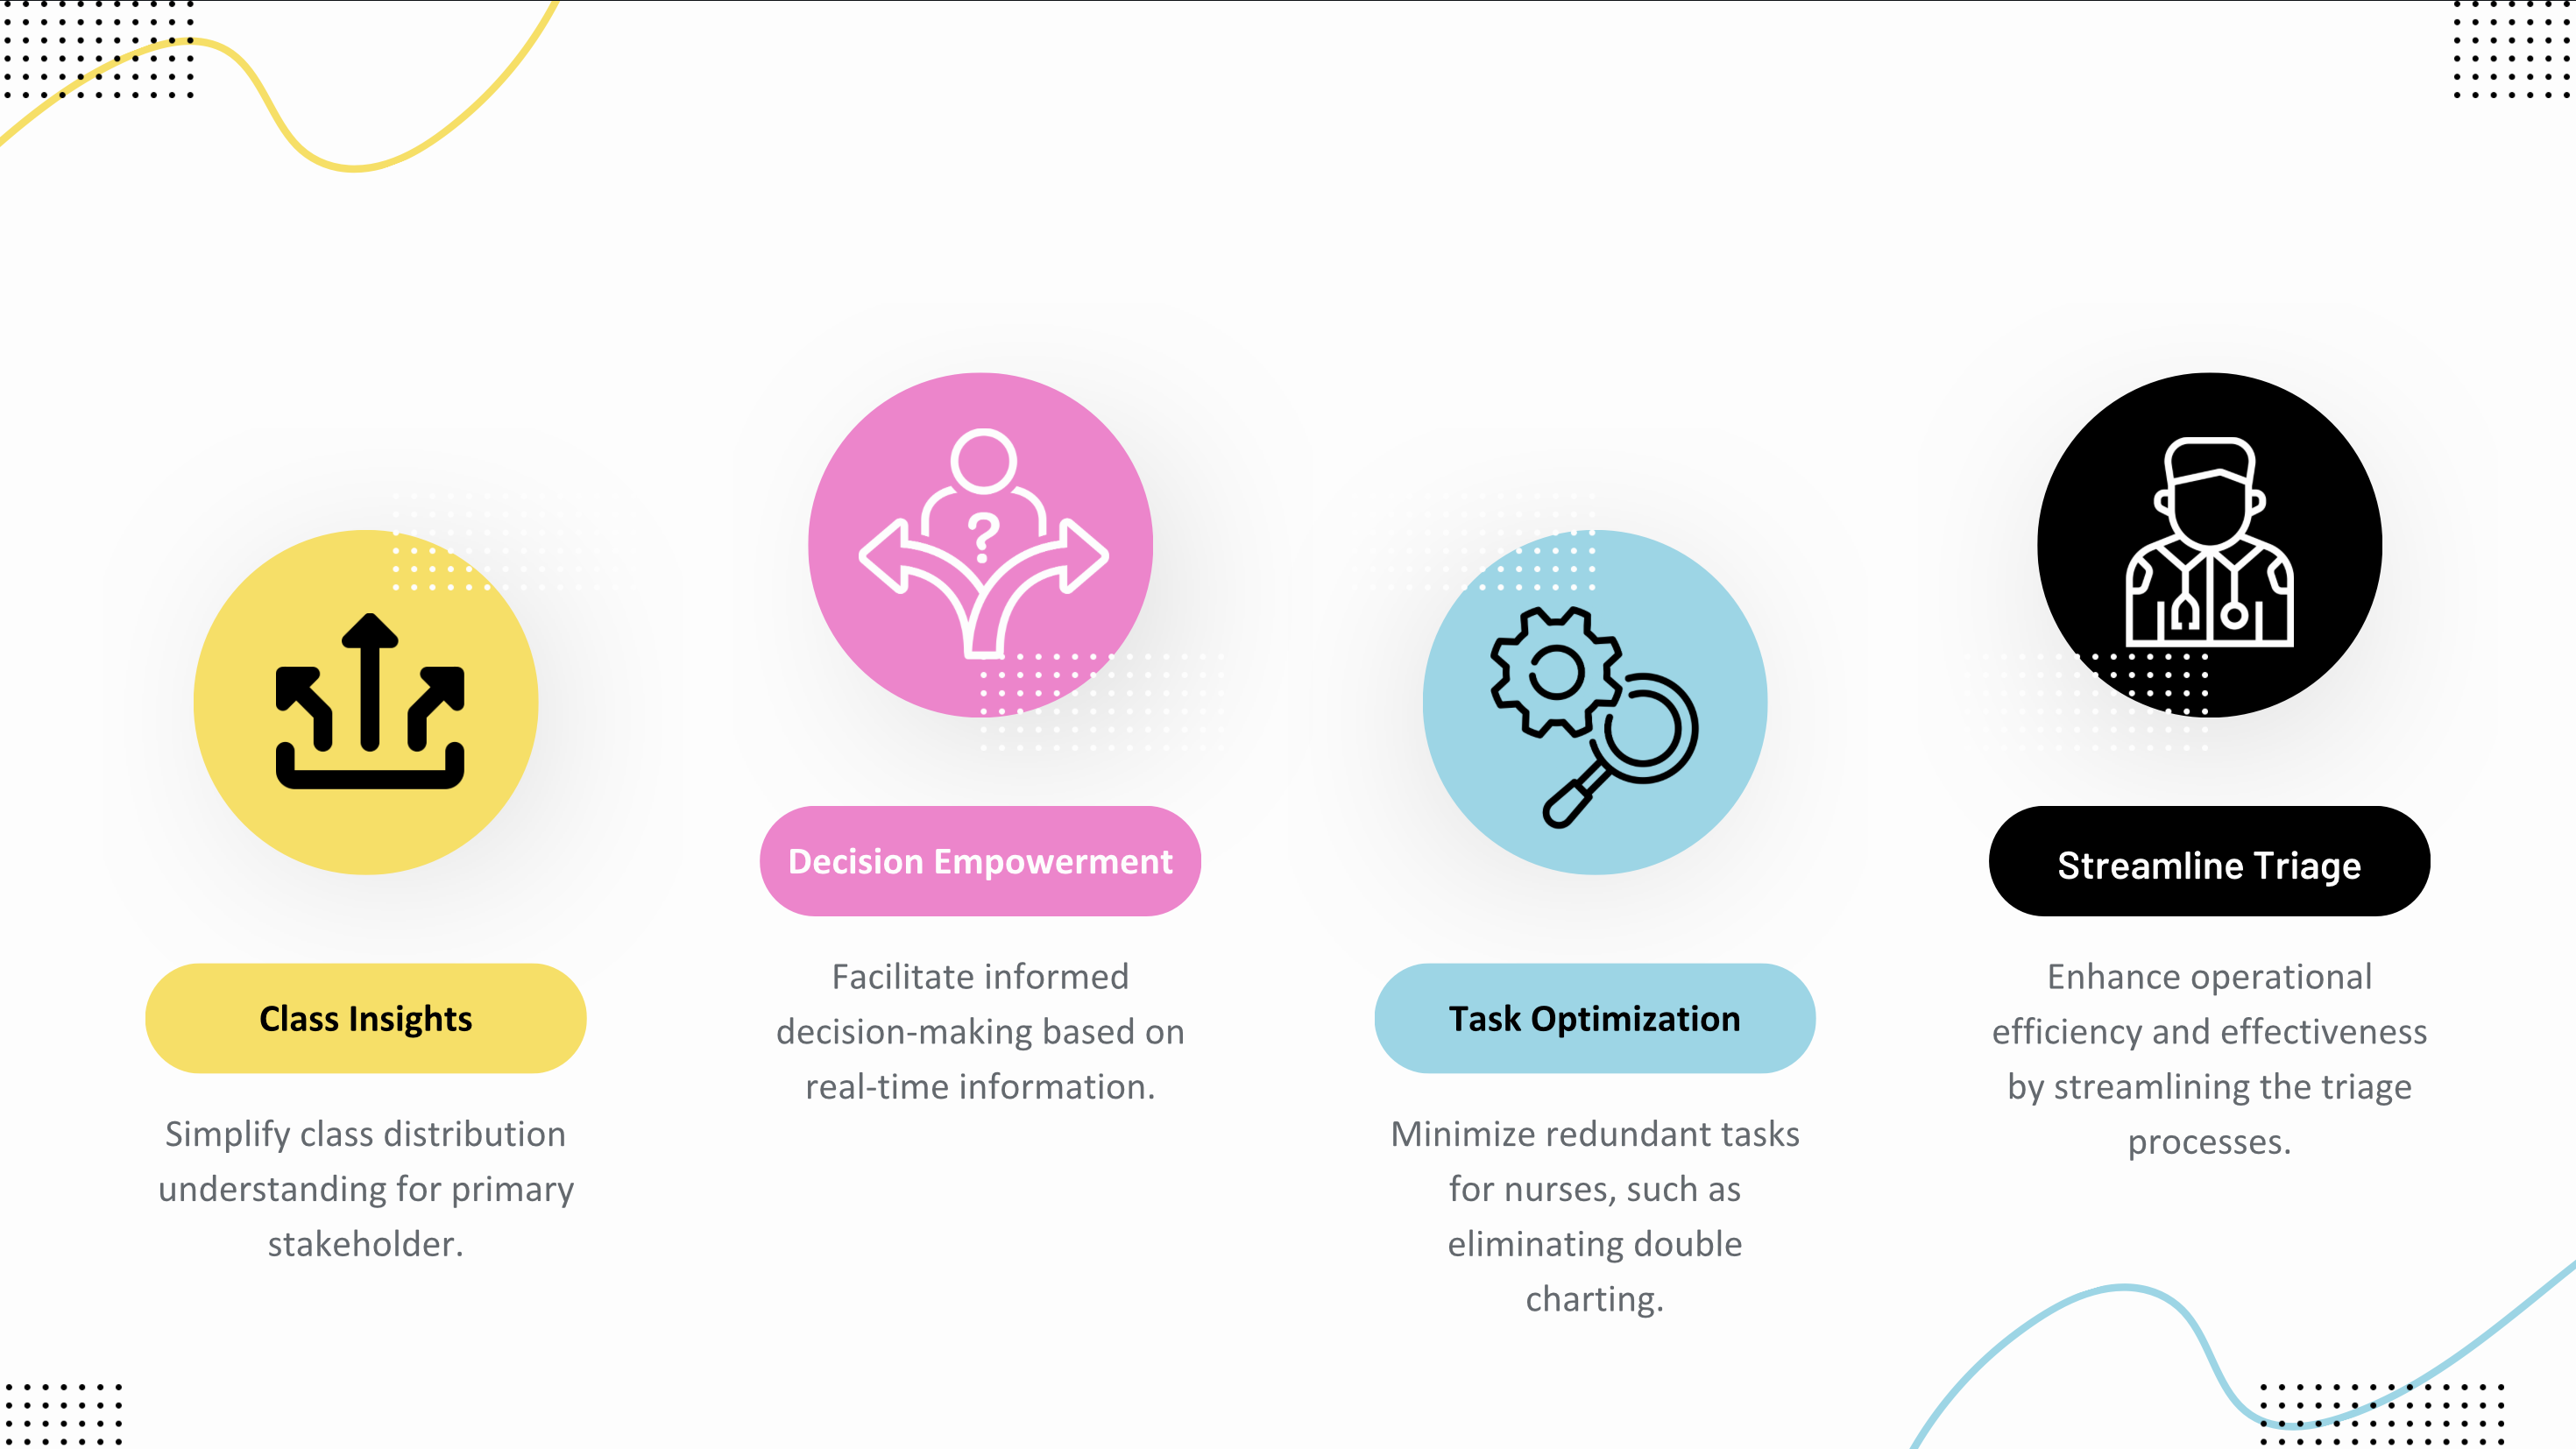 Class Insights
Simplify class distribution
understanding for primary
stakeholder.
?
Decision Empowerment
Facilitate informed
decision-making based on
real-time information.
Task Optimization
Minimize redundant tasks
for nurses, such as
eliminating double
charting.
Streamline Triage
Enhance operational
efficiency and effectiveness
by streamlining the triage
processes.